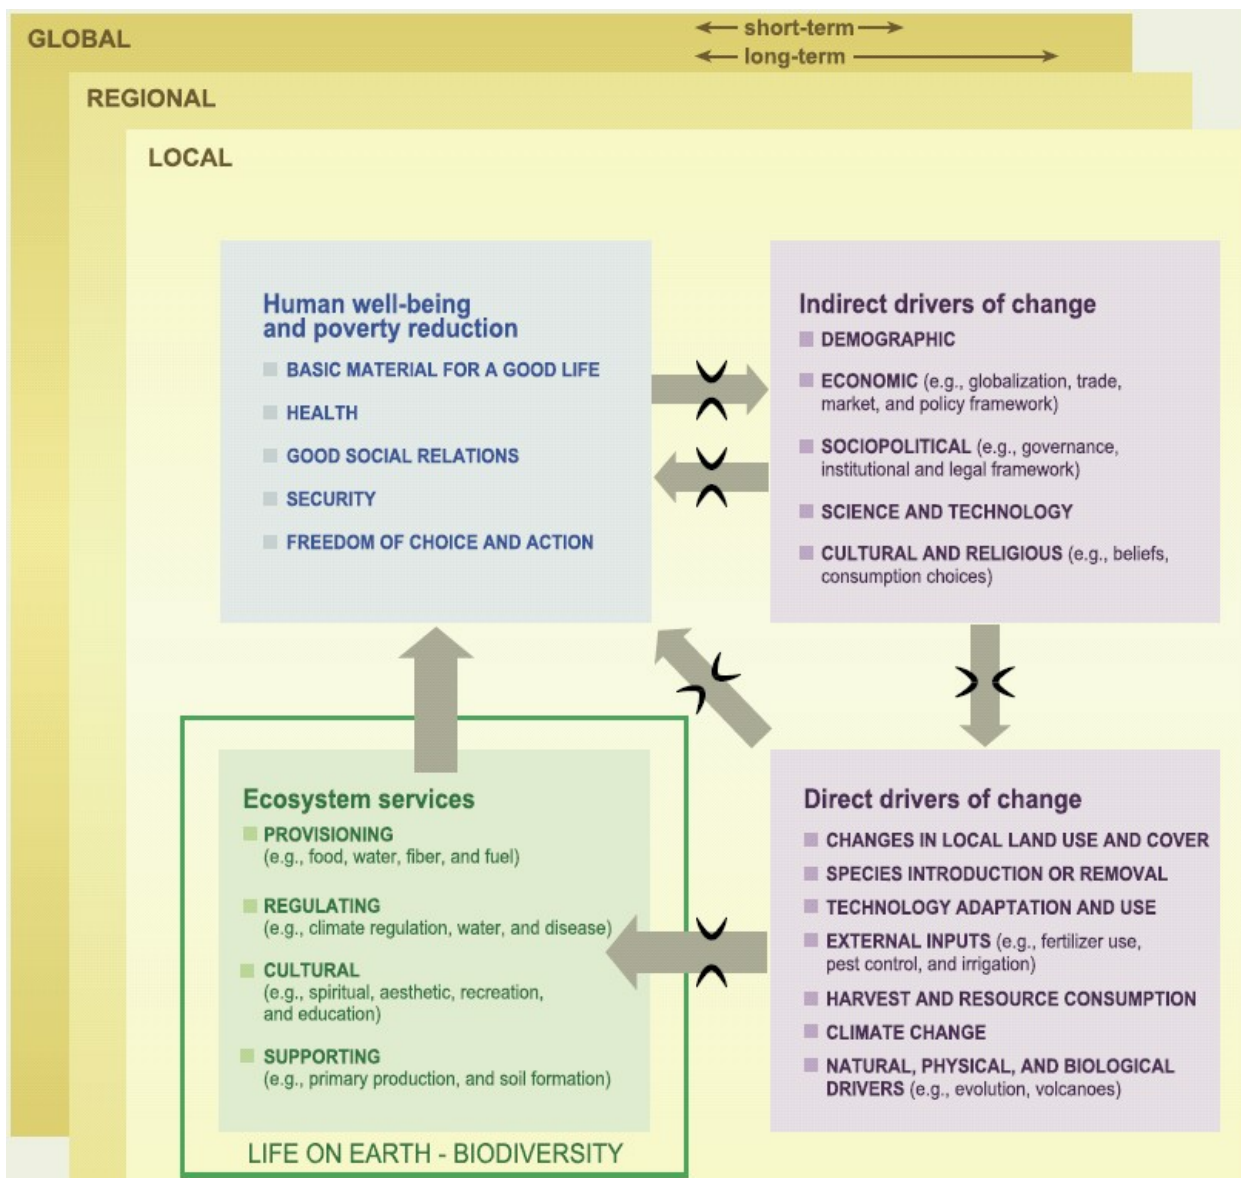 GLOBAL
short-term
long-term
REGIONAL
LOCAL
Human well-being
and poverty reduction
BASIC MATERIAL FOR A GOOD LIFE
HEALTH
GOOD SOCIAL RELATIONS
SECURITY
FREEDOM OF CHOICE AND ACTION
Indirect drivers of change
DEMOGRAPHIC
ECONOMIC (e.g., globalization, trade,
market, and policy framework)
SOCIOPOLITICAL (e.g., governance,
institutional and legal framework)
SCIENCE AND TECHNOLOGY
CULTURAL AND RELIGIOUS (e.g., beliefs,
consumption choices)
Ecosystem services
PROVISIONING
(e.g., food, water, fiber, and fuel)
REGULATING
(e.g., climate regulation, water, and disease)
CULTURAL
(e.g., spiritual, aesthetic, recreation,
and education)
SUPPORTING
(e.g., primary production, and soil formation)
LIFE ON EARTH - BIODIVERSITY
Direct drivers of change
CHANGES IN LOCAL LAND USE AND COVER
SPECIES INTRODUCTION OR REMOVAL
TECHNOLOGY ADAPTATION AND USE
EXTERNAL INPUTS (e.g., fertilizer use,
pest control, and irrigation)
HARVEST AND RESOURCE CONSUMPTION
CLIMATE CHANGE
NATURAL, PHYSICAL, AND BIOLOGICAL
DRIVERS (e.g., evolution, volcanoes)